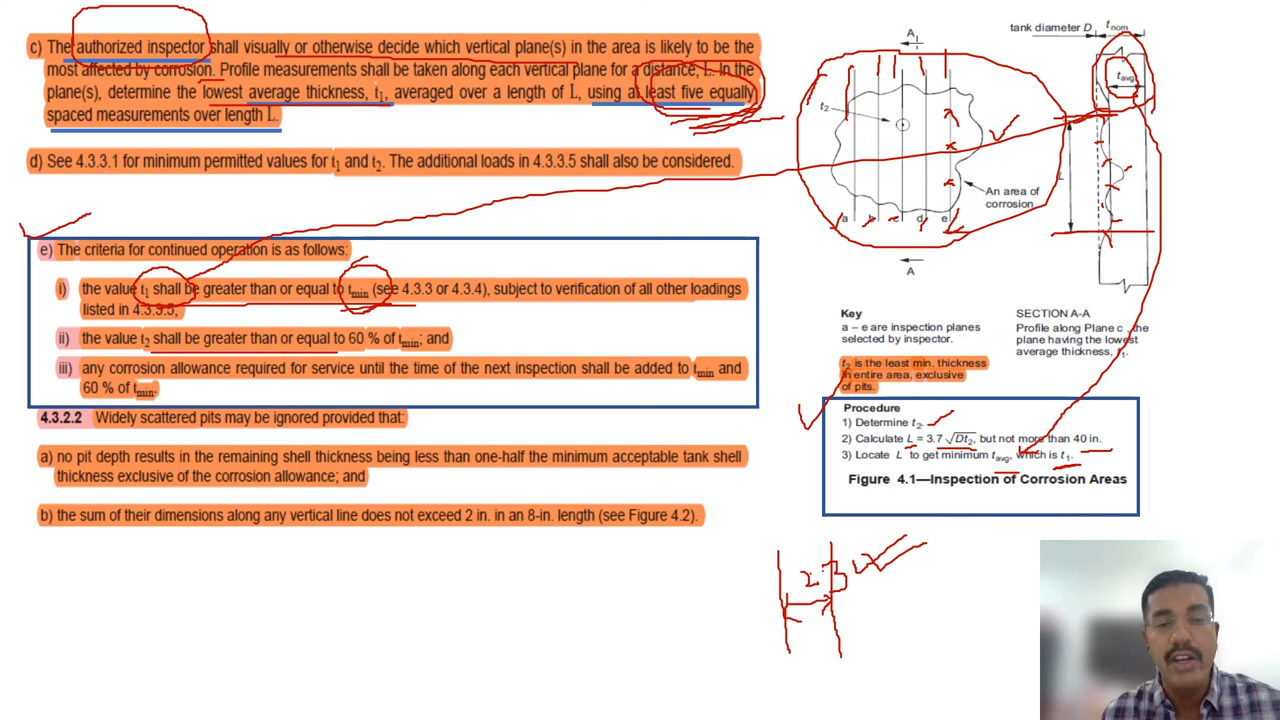 c) The authorized inspector shall visually or otherwise decide which vertical plane(s) in the area is likely to be the
most affected by corrosion. Profile measurements shall be taken along each vertical plane for a distance, L. In the
plane(s), determine the lowest average thickness, t1, averaged over a length of L, using at least five equally
spaced measurements over length L.
d) See 4.3.3.1 for minimum permitted values for t1 and t2. The additional loads in 4.3.3.5 shall also be considered.
e) The criteria for continued operation is as follows:
i) the value t1 shall be greater than or equal to tmin (see 4.3.3 or 4.3.4), subject to verification of all other loadings
listed in 4.3.3.5;
ii) the value t2 shall be greater than or equal to 60 % of tmin; and
iii) any corrosion allowance required for service until the time of the next inspection shall be added to tmin and
60 % of tmin.
4.3.2.2 Widely scattered pits may be ignored provided that:
a) no pit depth results in the remaining shell thickness being less than one-half the minimum acceptable tank shell
thickness exclusive of the corrosion allowance; and
b) the sum of their dimensions along any vertical line does not exceed 2 in. in an 8-in. length (see Figure 4.2).
tank diameter D
tnom
A
tavg
t2
L
An area of
corrosion
a b c d e
A
Key
a – e are inspection planes
selected by inspector.
t2 is the least min. thickness
in entire area, exclusive
of pits.
SECTION A-A
Profile along Plane c , the
plane having the lowest
average thickness, t1.
Procedure
1) Determine t2.
2) Calculate L = 3.7 √Dt2, but not more than 40 in.
3) Locate L to get minimum tavg, which is t1.
Figure 4.1—Inspection of Corrosion Areas